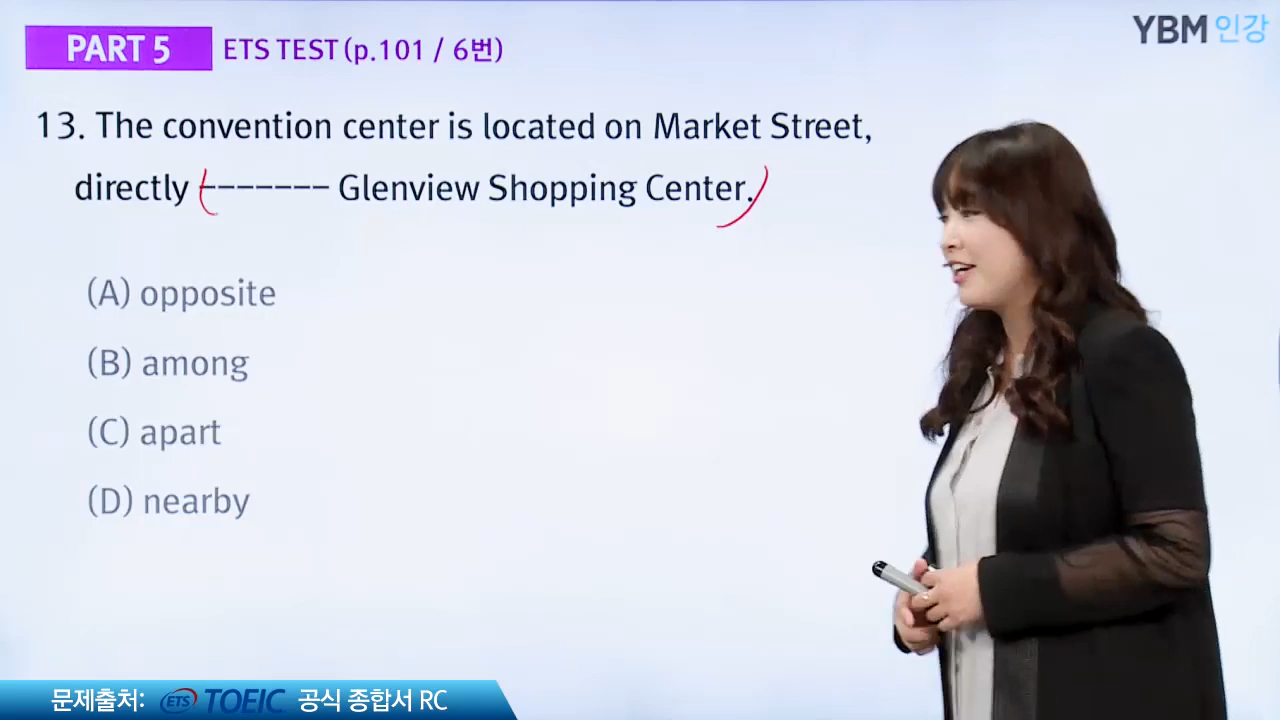 PART 5
ETS TEST (p.101 / 6번)
YBM 인강
13. The convention center is located on Market Street,
directly ------- Glenview Shopping Center.
(A) opposite
(B) among
(C) apart
(D) nearby
문제출처: ETS TOEIC 공식 종합서 RC